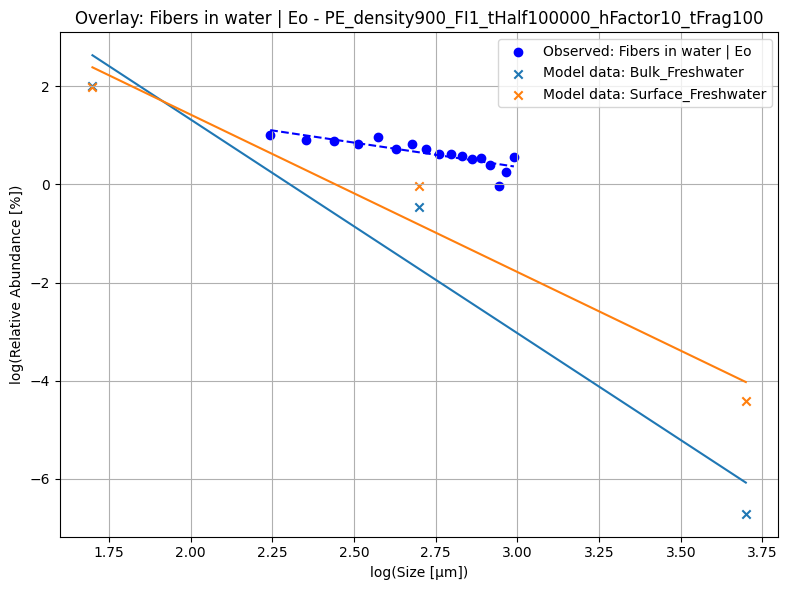 Overlay: Fibers in water | Eo - PE_density900_FI1_tHalf100000_hFactor10_tFrag100
Observed: Fibers in water | Eo
Model data: Bulk_Freshwater
Model data: Surface_Freshwater
log(Relative Abundance [%])
2
0
−2
−4
−6
1.75 2.00 2.25 2.50 2.75 3.00 3.25 3.50 3.75
log(Size [μm])